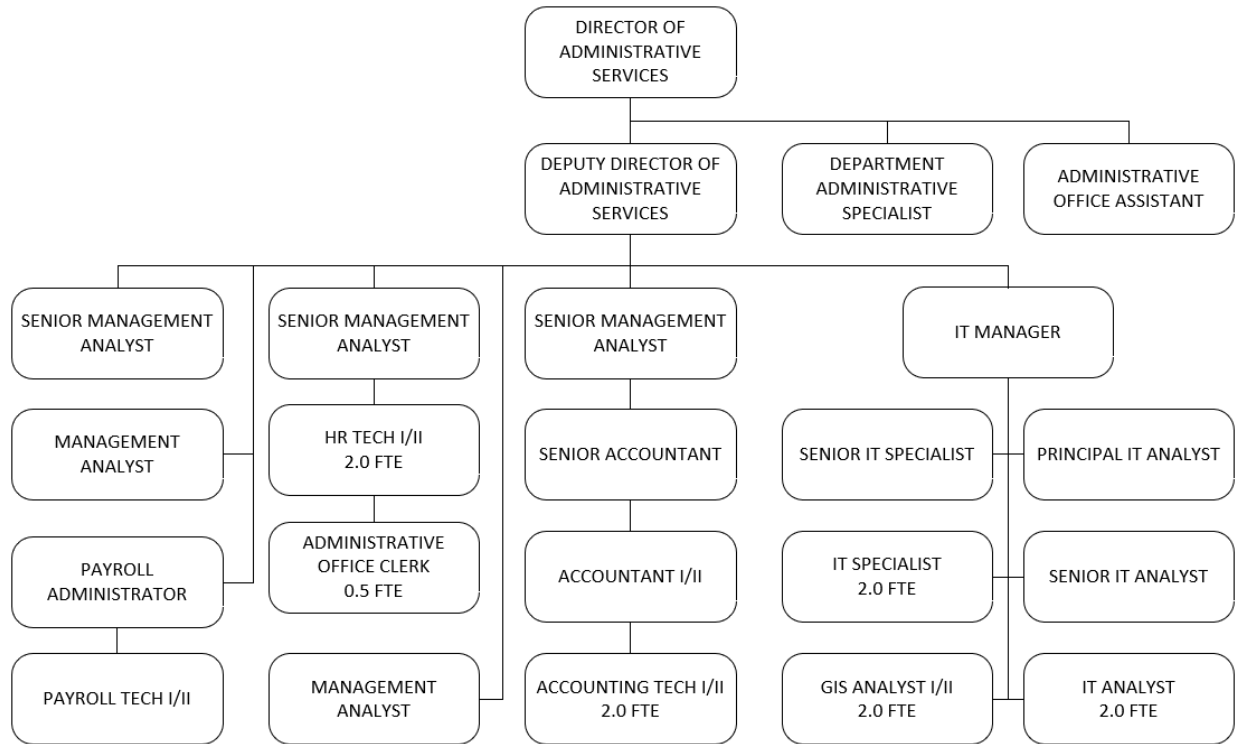 DIRECTOR OF
ADMINISTRATIVE
SERVICES
DEPUTY DIRECTOR OF
ADMINISTRATIVE
SERVICES
DEPARTMENT
ADMINISTRATIVE
SPECIALIST
ADMINISTRATIVE
OFFICE ASSISTANT
SENIOR MANAGEMENT
ANALYST
SENIOR MANAGEMENT
ANALYST
SENIOR MANAGEMENT
ANALYST
IT MANAGER
MANAGEMENT
ANALYST
HR TECH I/II
2.0 FTE
SENIOR ACCOUNTANT
SENIOR IT SPECIALIST
PRINCIPAL IT ANALYST
PAYROLL
ADMINISTRATOR
ADMINISTRATIVE
OFFICE CLERK
0.5 FTE
ACCOUNTANT I/II
IT SPECIALIST
2.0 FTE
SENIOR IT ANALYST
PAYROLL TECH I/II
MANAGEMENT
ANALYST
ACCOUNTING TECH I/II
2.0 FTE
GIS ANALYST I/II
2.0 FTE
IT ANALYST
2.0 FTE